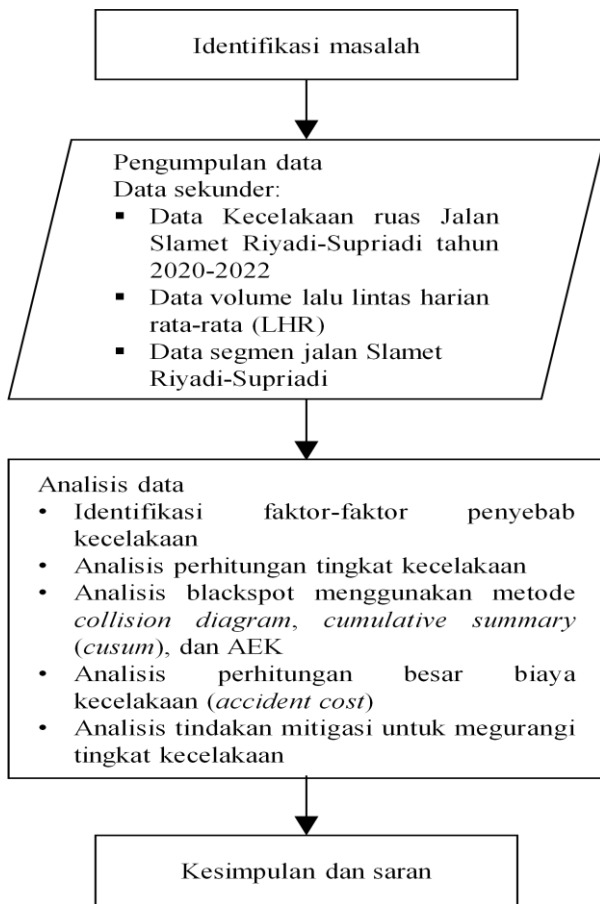 Identifikasi masalah
Pengumpulan data
Data sekunder:
▪ Data Kecelakaan ruas Jalan
Slamet Riyadi-Supriadi tahun
2020-2022
▪ Data volume lalu lintas harian
rata-rata (LHR)
▪ Data segmen jalan Slamet
Riyadi-Supriadi
Analisis data
• Identifikasi faktor-faktor penyebab
kecelakaan
• Analisis perhitungan tingkat kecelakaan
• Analisis blackspot menggunakan metode
collision diagram, cumulative summary
(cusum), dan AEK
• Analisis perhitungan besar biaya
kecelakaan (accident cost)
• Analisis tindakan mitigasi untuk megurangi
tingkat kecelakaan
Kesimpulan dan saran